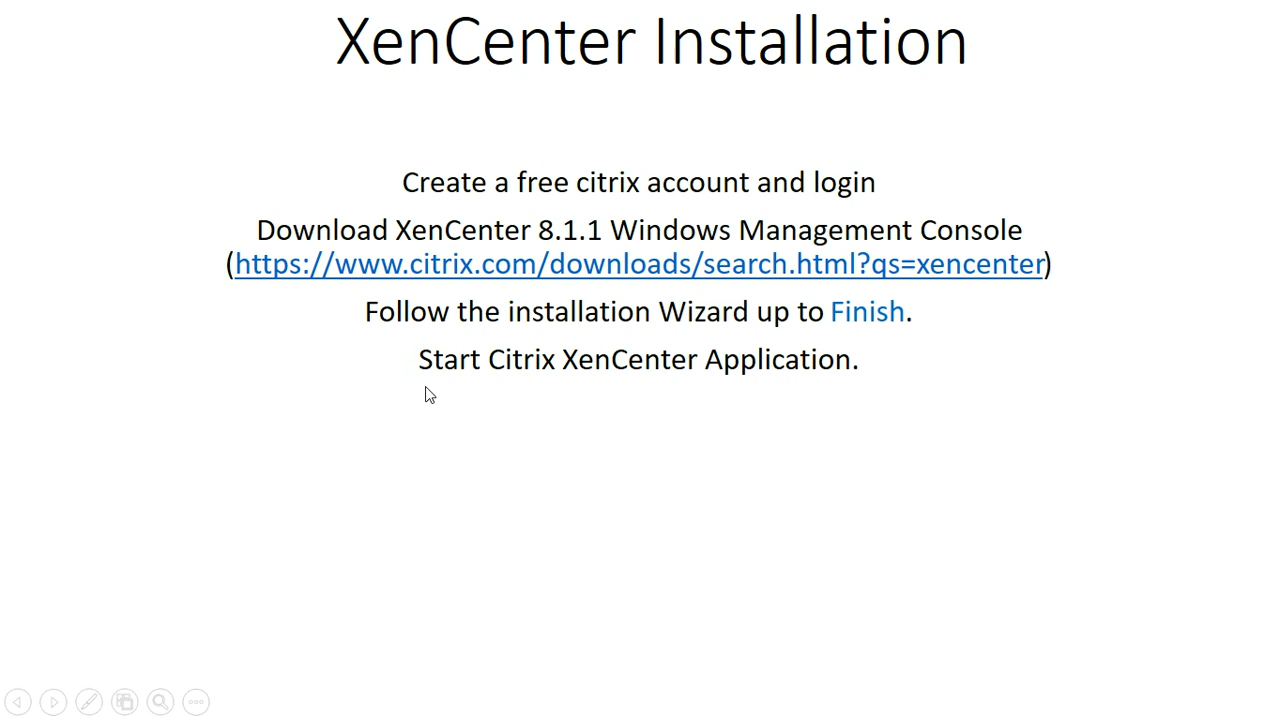 XenCenter Installation
Create a free citrix account and login
Download XenCenter 8.1.1 Windows Management Console
(https://www.citrix.com/downloads/search.html?qs=xencenter)
Follow the installation Wizard up to Finish.
Start Citrix XenCenter Application.